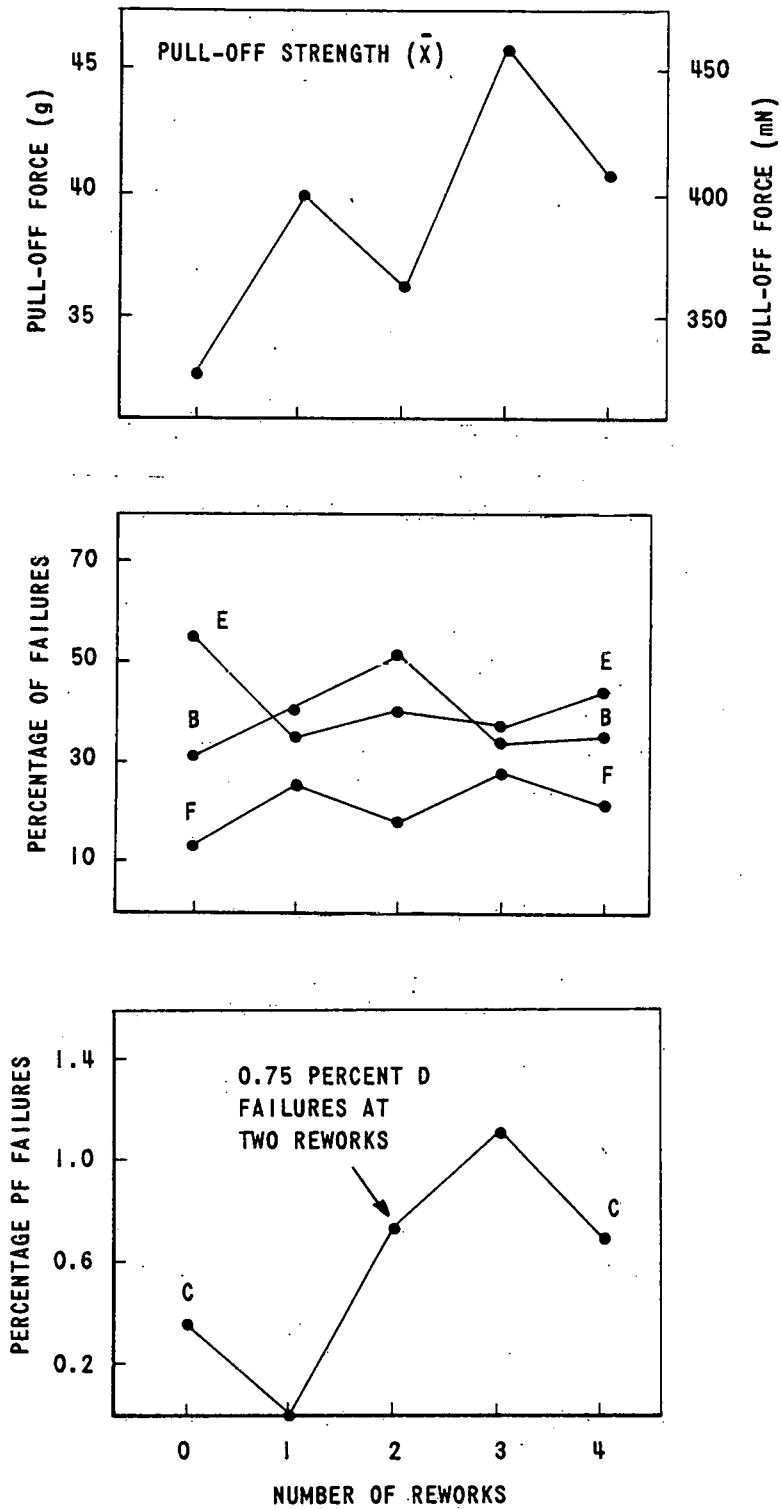 PULL-OFF STRENGTH (X̄)
PULL-OFF FORCE (g)
45
40
35
450
400
350
PULL-OFF FORCE (mN)
PERCENTAGE OF FAILURES
70
50
30
10
E
B
F
E
B
F
PERCENTAGE PF FAILURES
1.4
1.0
0.6
0.2
0.75 PERCENT D
FAILURES AT
TWO REWORKS
C
C
0 1 2 3 4
NUMBER OF REWORKS